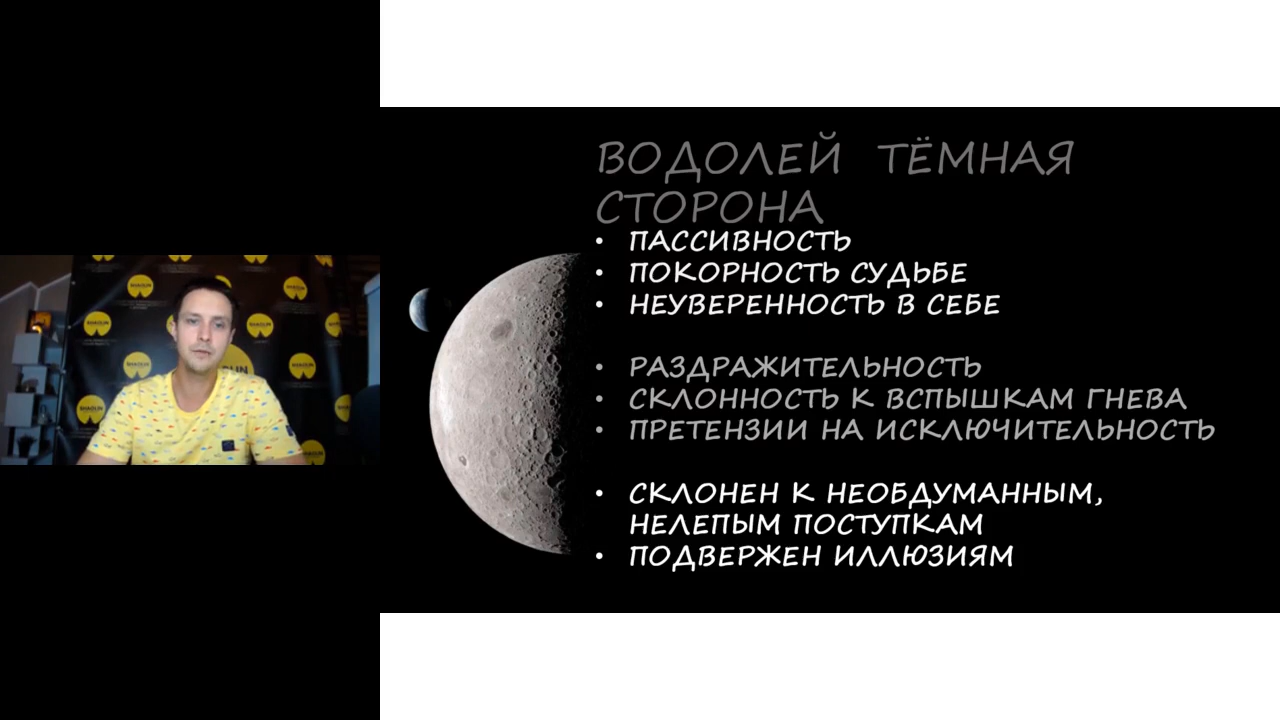 ВОДОЛЕЙ ТЁМНАЯ
СТОРОНА
• ПАССИВНОСТЬ
• ПОКОРНОСТЬ СУДЬБЕ
• НЕУВЕРЕННОСТЬ В СЕБЕ
• РАЗДРАЖИТЕЛЬНОСТЬ
• СКЛОННОСТЬ К ВСПЫШКАМ ГНЕВА
• ПРЕТЕНЗИИ НА ИСКЛЮЧИТЕЛЬНОСТЬ
• СКЛОНЕН К НЕОБДУМАННЫМ,
НЕЛЕПЫМ ПОСТУПКАМ
• ПОДВЕРЖЕН ИЛЛЮЗИЯМ